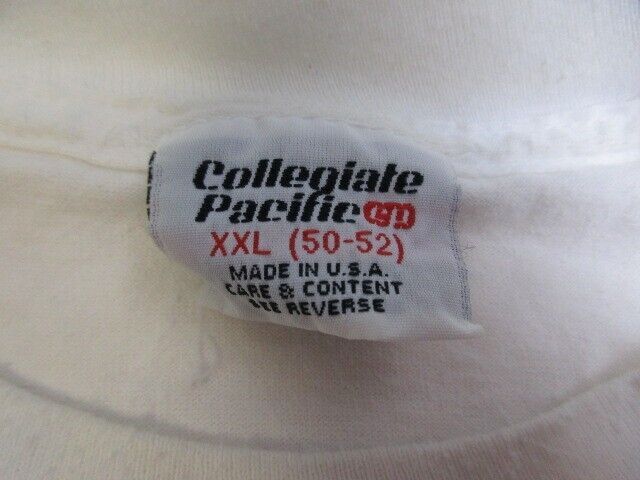 Collegiate
Pacific
XXL (50-52)
MADE IN U.S.A.
CARE & CONTENT
SEE REVERSE